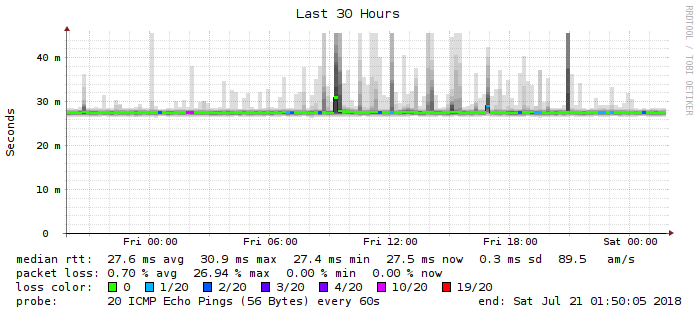 Last 30 Hours
RRDTOOL / TOBI OETIKER
Seconds
40 m
30 m
20 m
10 m
0
Fri 00:00 Fri 06:00 Fri 12:00 Fri 18:00 Sat 00:00
median rtt: 27.6 ms avg 30.9 ms max 27.4 ms min 27.5 ms now 0.3 ms sd 89.5 am/s
packet loss: 0.70 % avg 26.94 % max 0.00 % min 0.00 % now
loss color: 0 1/20 2/20 3/20 4/20 10/20 19/20
probe: 20 ICMP Echo Pings (56 Bytes) every 60s end: Sat Jul 21 01:50:05 2018